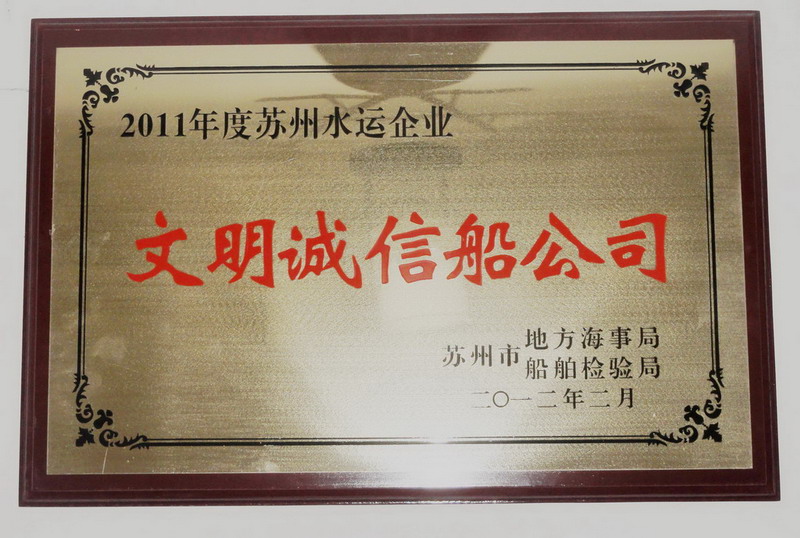 2011年度苏州水运企业
文明诚信船公司
苏州市
地方海事局
船舶检验局
二〇一二年二月